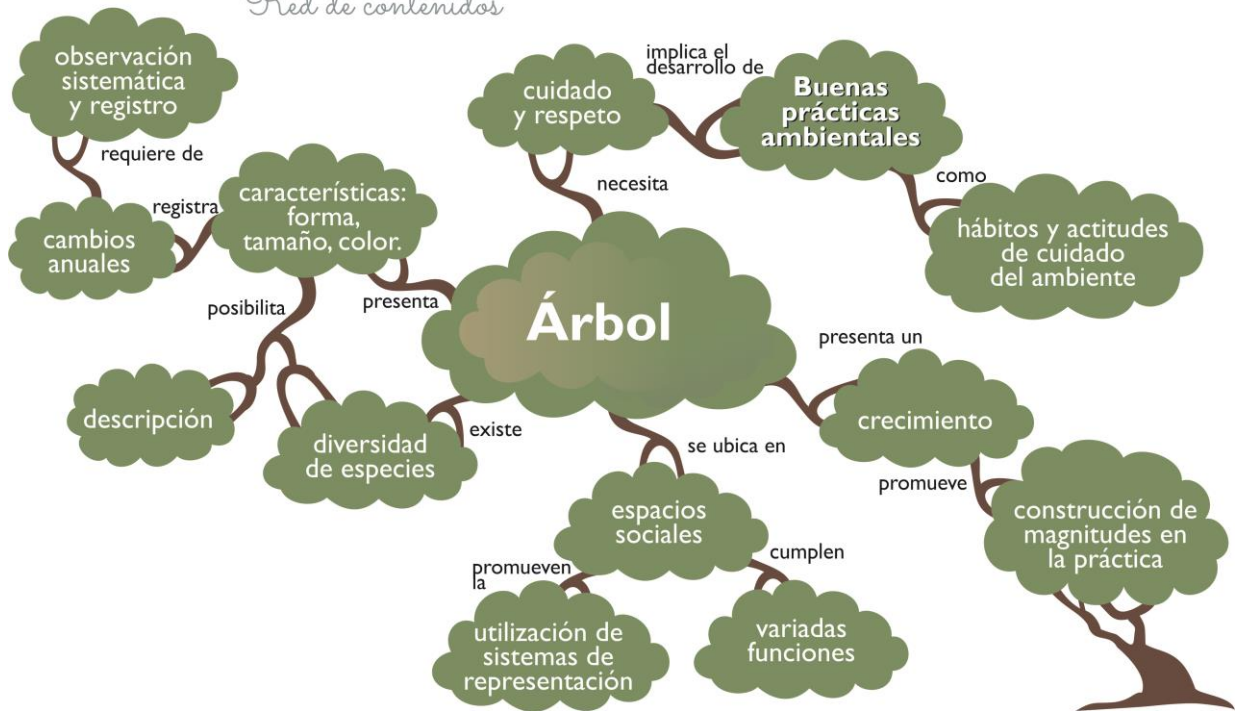 Red de contenidos
observación
sistemática
y registro
requiere de
cambios
anuales
registra
características:
forma,
tamaño, color.
posibilita
presenta
descripción
diversidad
de especies
existe
Árbol
necesita
cuidado
y respeto
implica el
desarrollo de
Buenas
prácticas
ambientales
como
hábitos y actitudes
de cuidado
del ambiente
presenta un
crecimiento
promueve
construcción de
magnitudes en
la práctica
se ubica en
espacios
sociales
promueven
la
utilización de
sistemas de
representación
cumplen
variadas
funciones